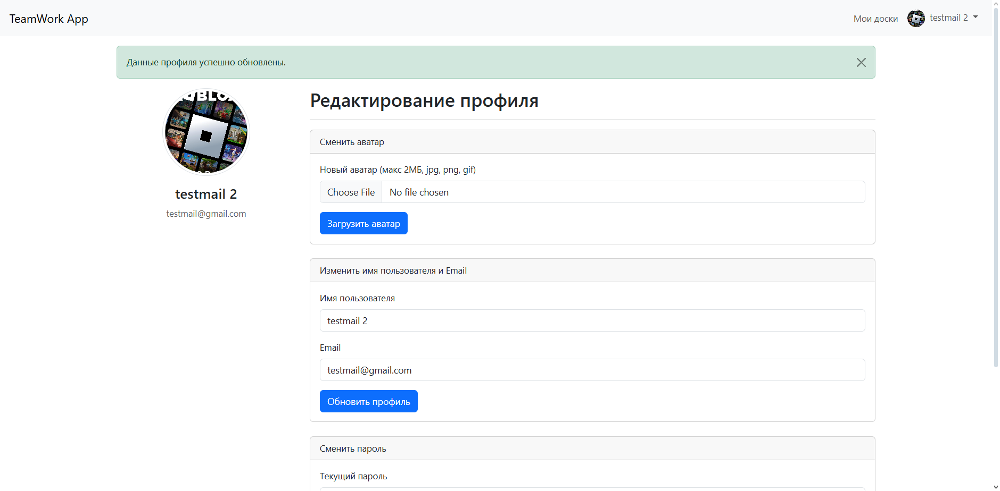 TeamWork App
Мои доски
testmail 2
Данные профиля успешно обновлены.
testmail 2
testmail@gmail.com
Редактирование профиля
Сменить аватар
Новый аватар (макс 2МБ, jpg, png, gif)
Choose File No file chosen
Загрузить аватар
Изменить имя пользователя и Email
Имя пользователя
testmail 2
Email
testmail@gmail.com
Обновить профиль
Сменить пароль
Текущий пароль